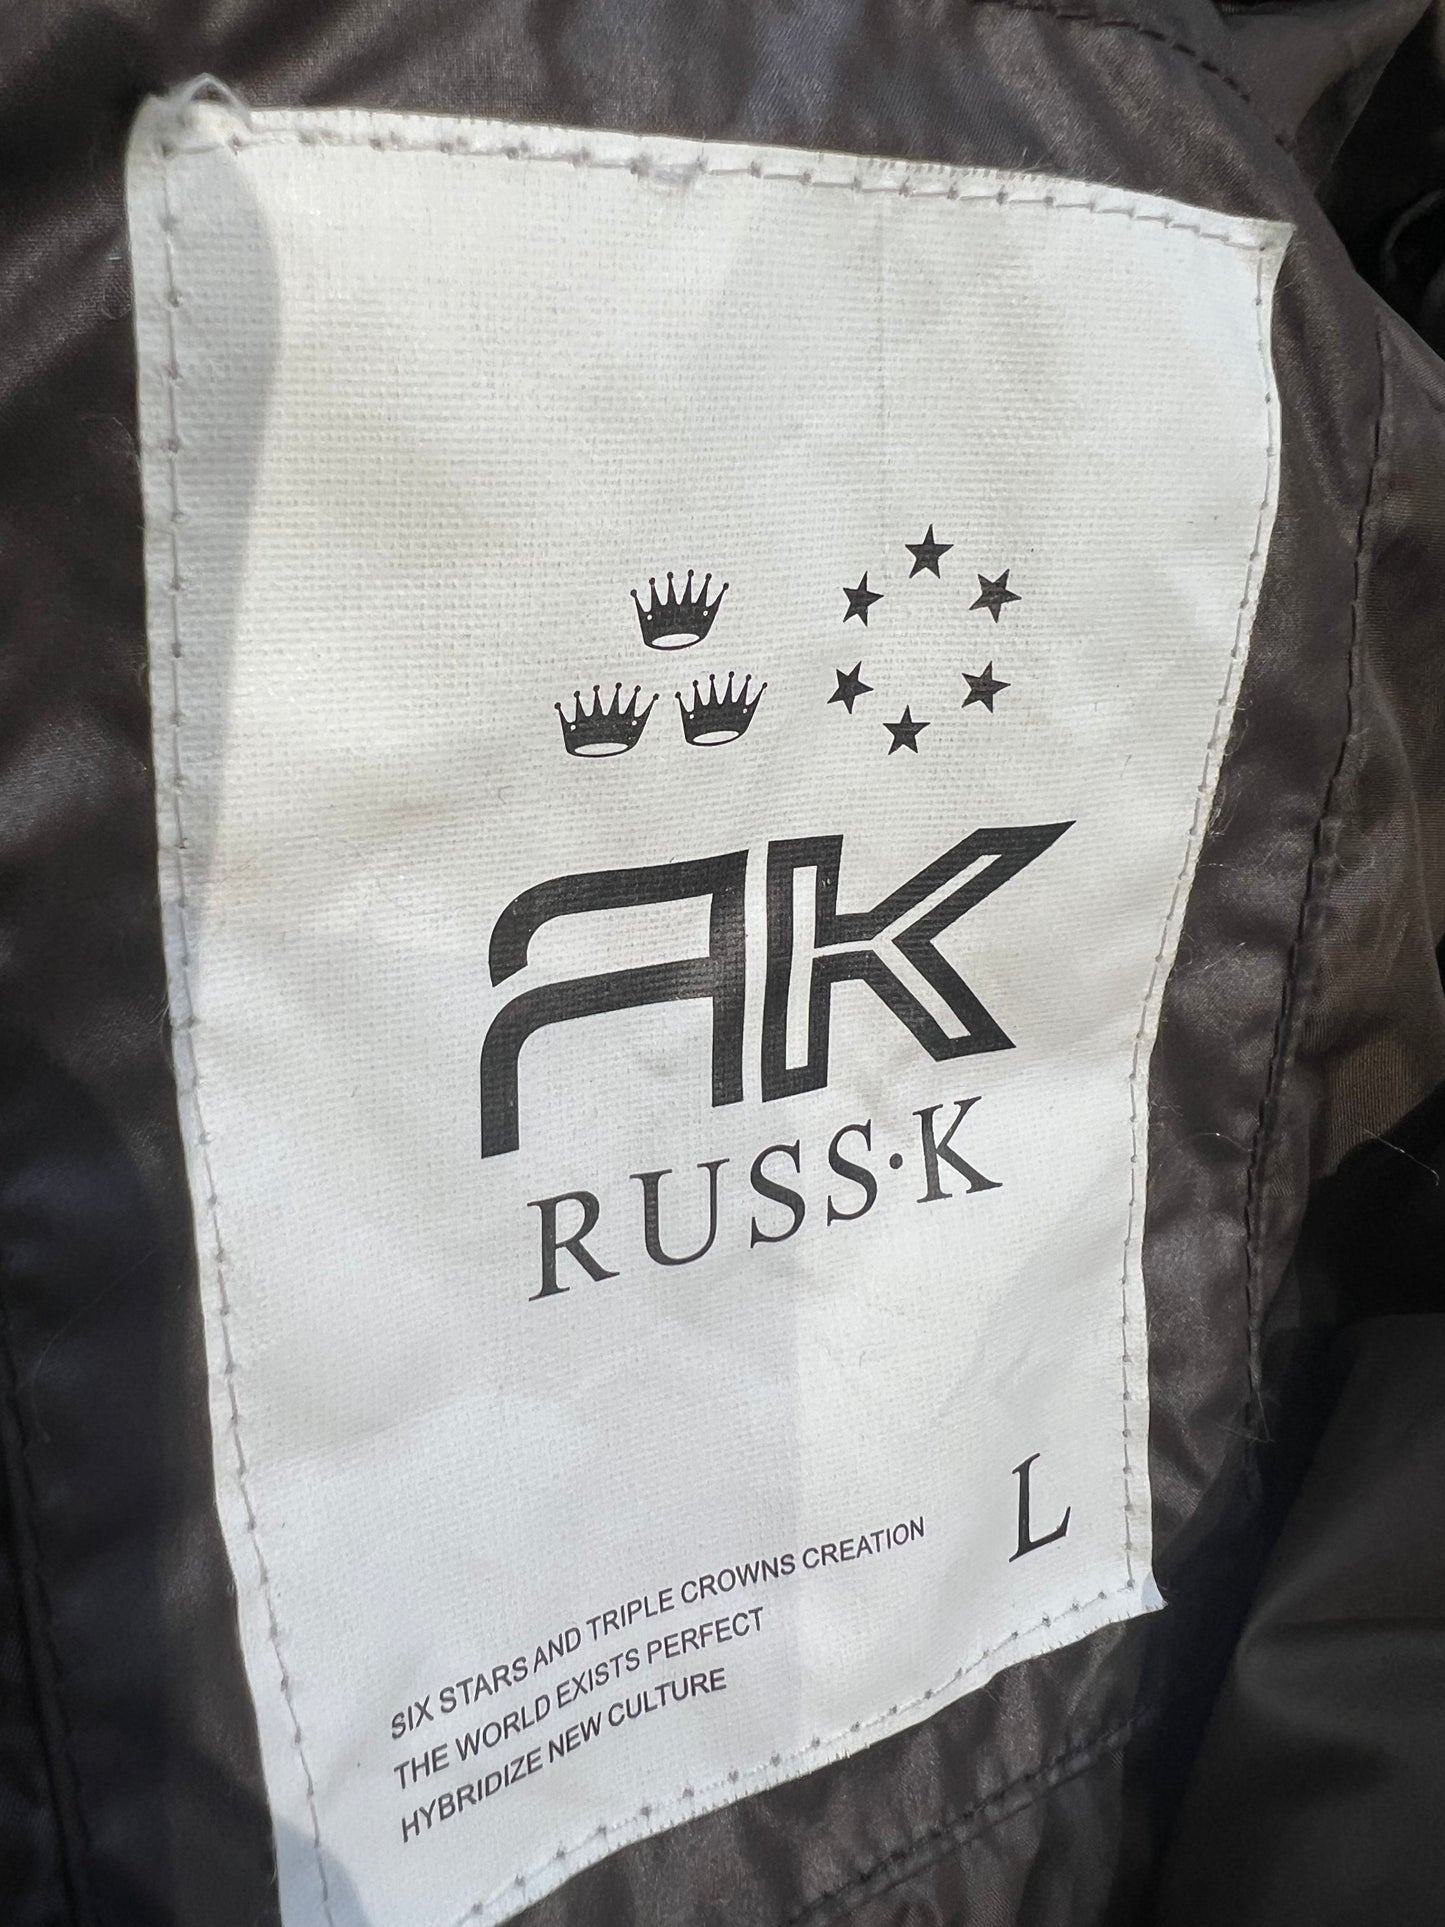 RK
RUSS·K
L
SIX STARS AND TRIPLE CROWNS CREATION
THE WORLD EXISTS PERFECT
HYBRIDIZE NEW CULTURE